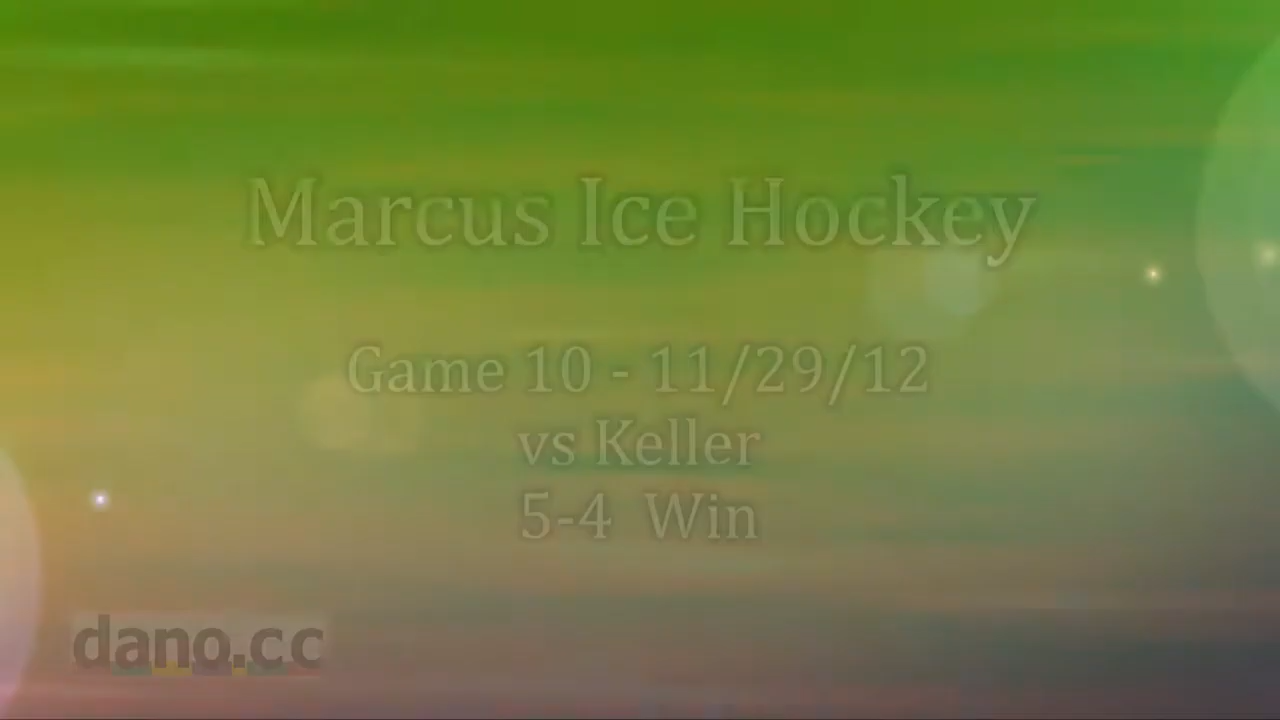 Marcus Ice Hockey
Game 10 - 11/29/12
vs Keller
5-4 Win
dano.cc